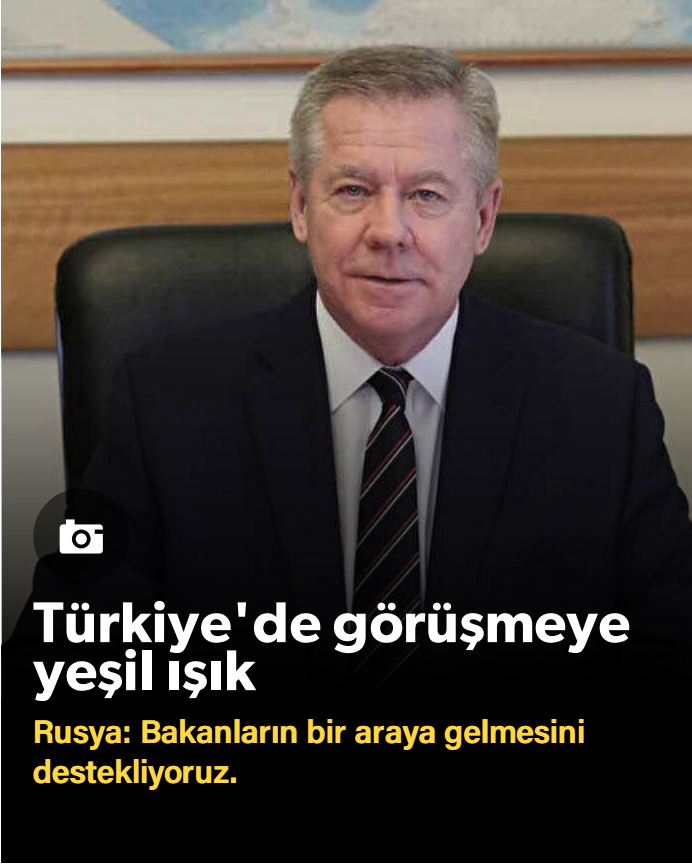 Türkiye'de görüşmeye
yeşil ışık
Rusya: Bakanların bir araya gelmesini
destekliyoruz.